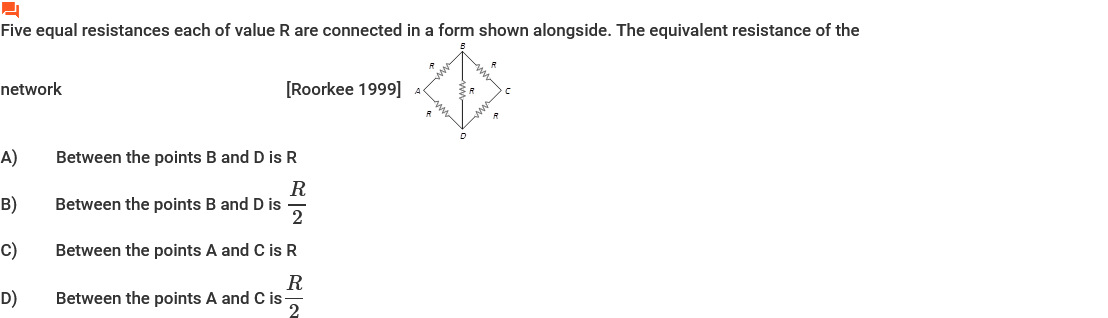 Five equal resistances each of value R are connected in a form shown alongside. The equivalent resistance of the
B
R R
network [Roorkee 1999] A R C
R R
D
A) Between the points B and D is R
B) Between the points B and D is R/2
C) Between the points A and C is R
D) Between the points A and C is R/2